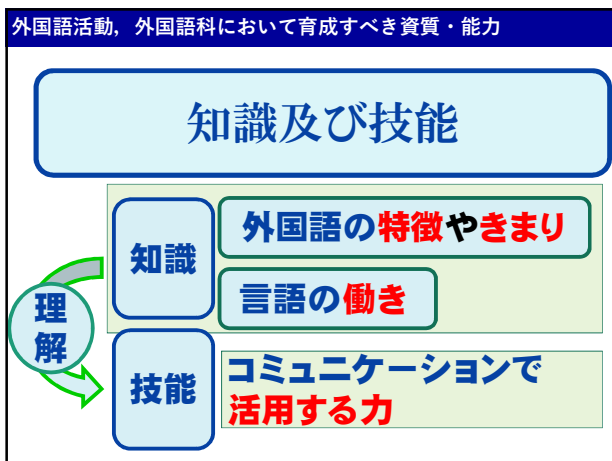 外国語活動，外国語科において育成すべき資質・能力
知識及び技能
知識
外国語の特徴やきまり
言語の働き
理解
技能
コミュニケーションで
活用する力